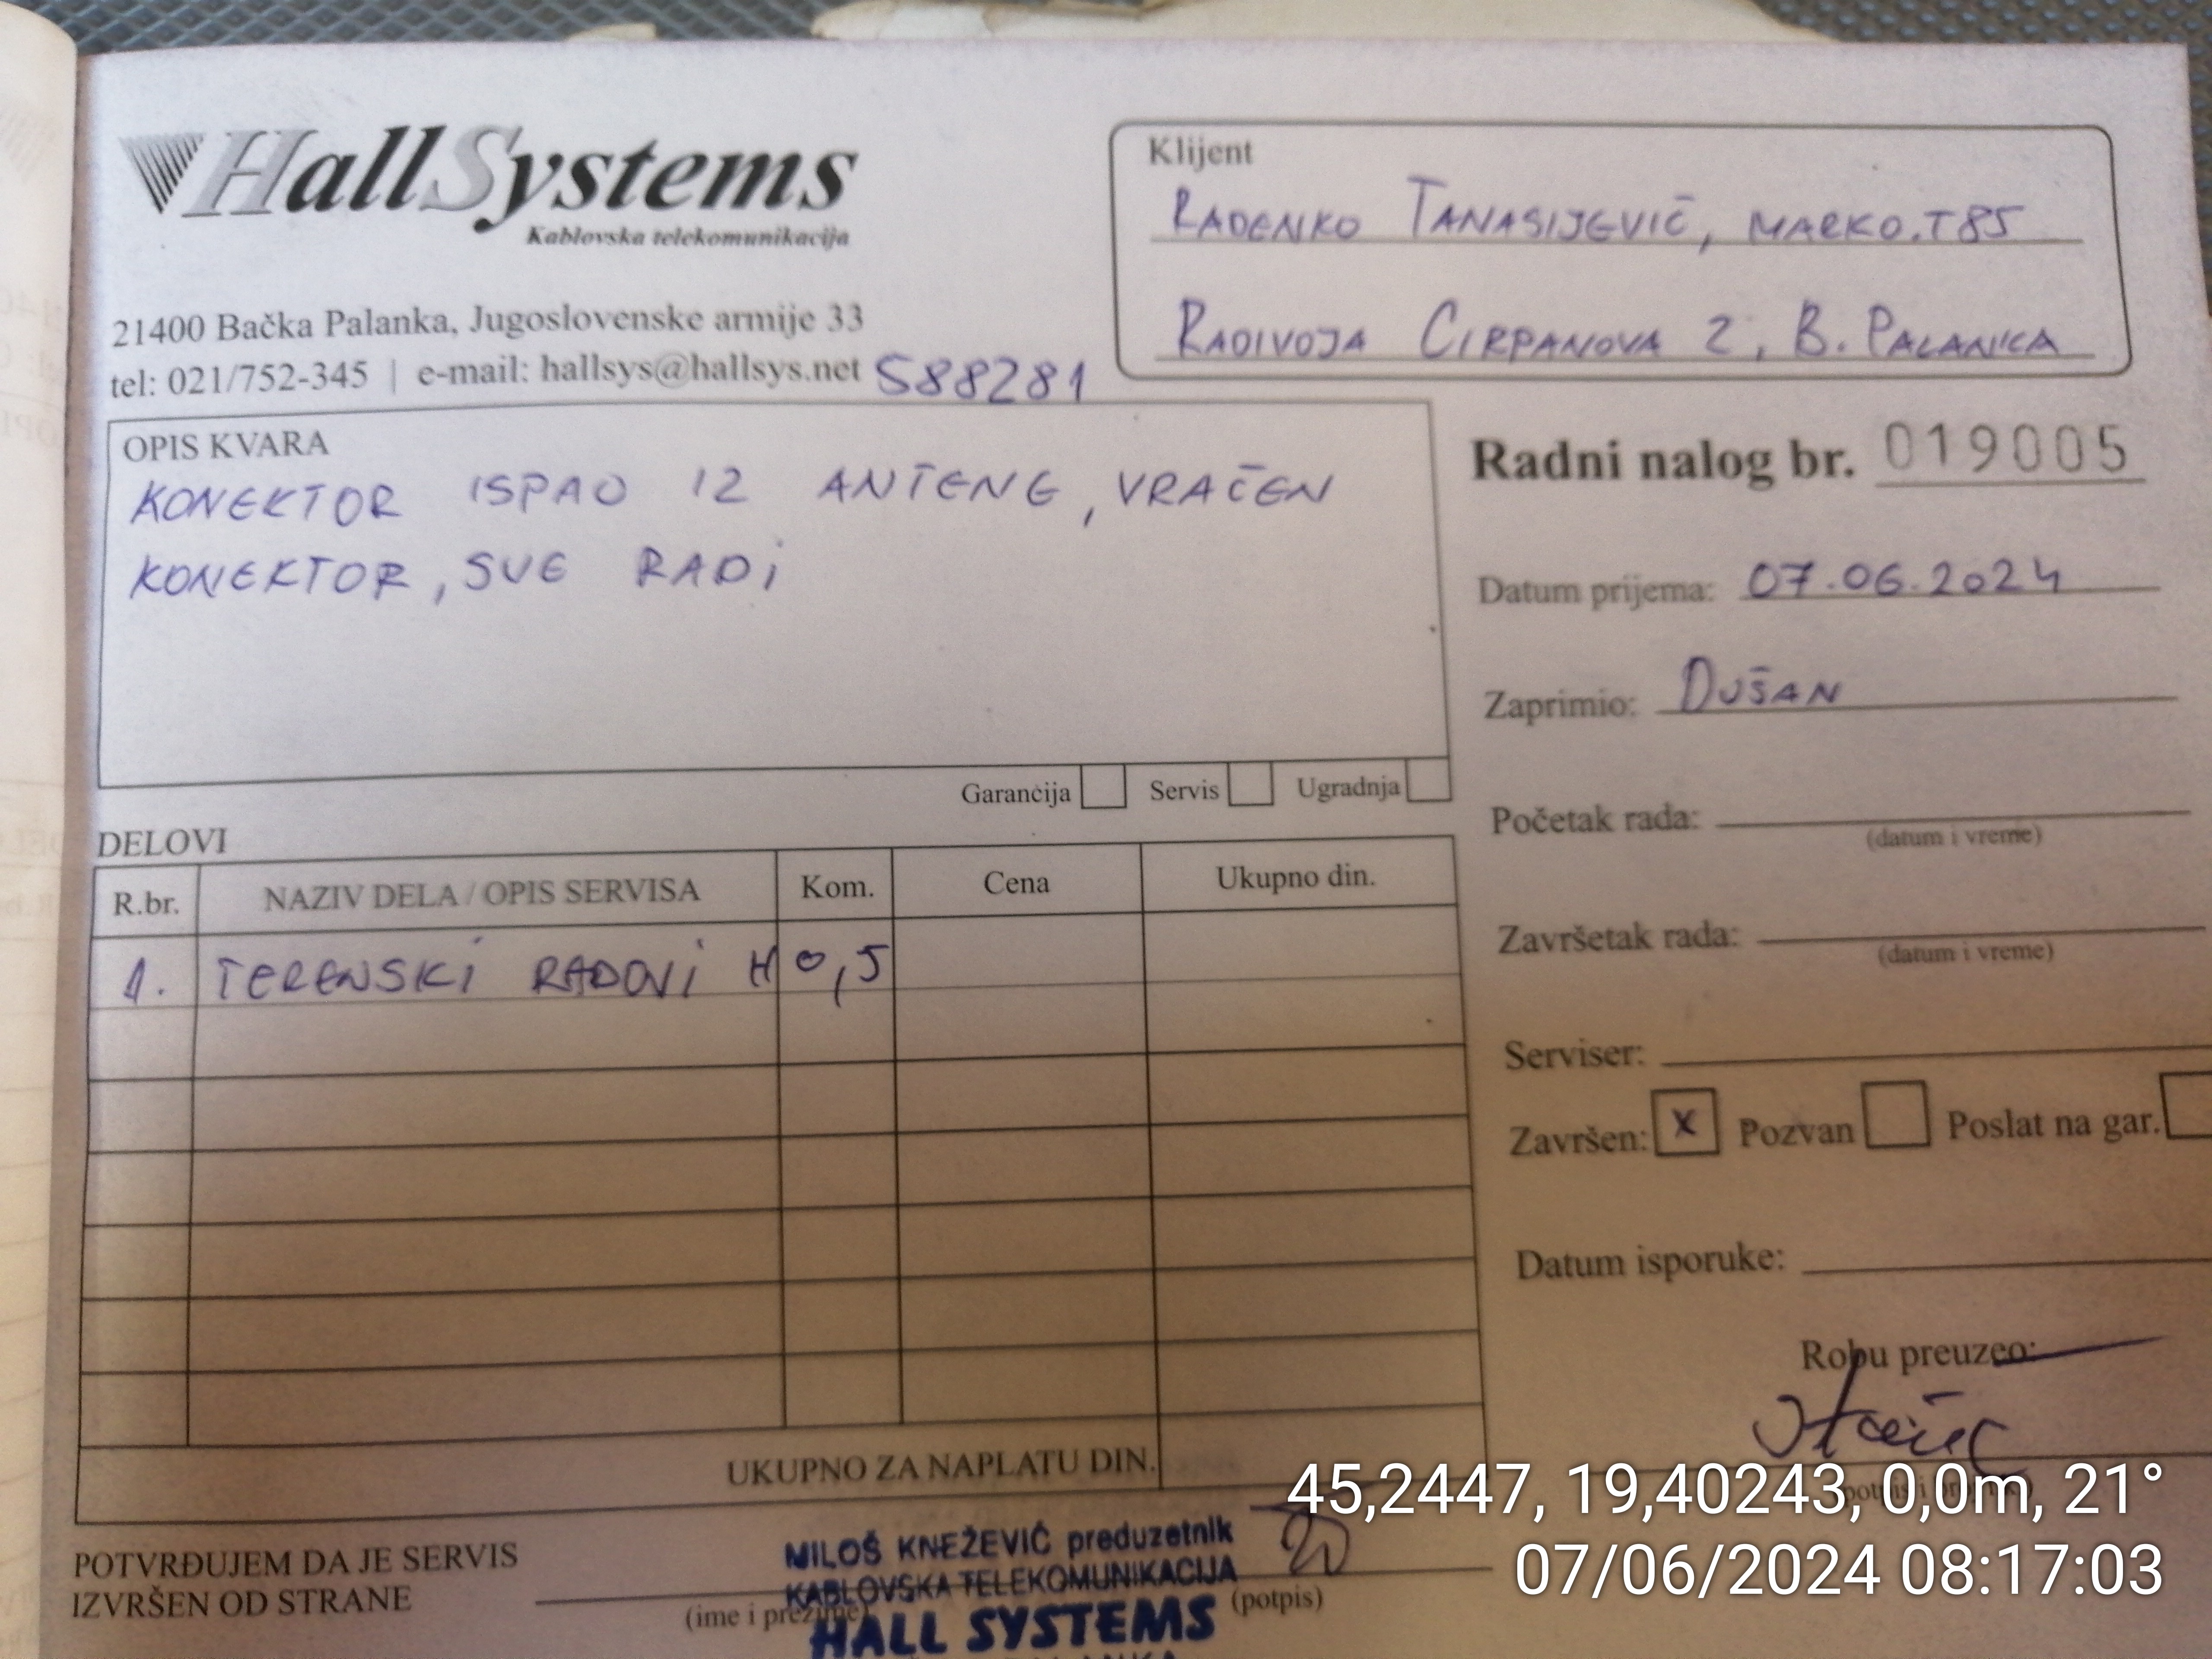 HallSystems
Kablovska telekomunikacija
21400 Bačka Palanka, Jugoslovenske armije 33
tel: 021/752-345 | e-mail: hallsys@hallsys.net 588281
Klijent
RADENKO TANASIJEVIĆ, MARKO.T85
RADIVOJA CIRPANOVA 2, B. PALANKA
OPIS KVARA
KONEKTOR ISPAO IZ ANTENE, VRAĆEN
KONEKTOR, SVE RADI
Garancija Servis Ugradnja
Radni nalog br. 019005
Datum prijema: 07.06.2024
Zaprimio: DUŠAN
Početak rada:
(datum i vreme)
Završetak rada:
(datum i vreme)
Serviser:
Završen: X Pozvan Poslat na gar.
Datum isporuke:
Robu preuzeo:
DELOVI
R.br. NAZIV DELA / OPIS SERVISA Kom. Cena Ukupno din.
1. TERENSKI RADOVI H 0,5
UKUPNO ZA NAPLATU DIN.
POTVRĐUJEM DA JE SERVIS
IZVRŠEN OD STRANE
(ime i prezime)
(potpis)
MILOŠ KNEŽEVIĆ preduzetnik
KABLOVSKA TELEKOMUNIKACIJA
HALL SYSTEMS
45,2447, 19,40243, 0,0m, 21°
07/06/2024 08:17:03